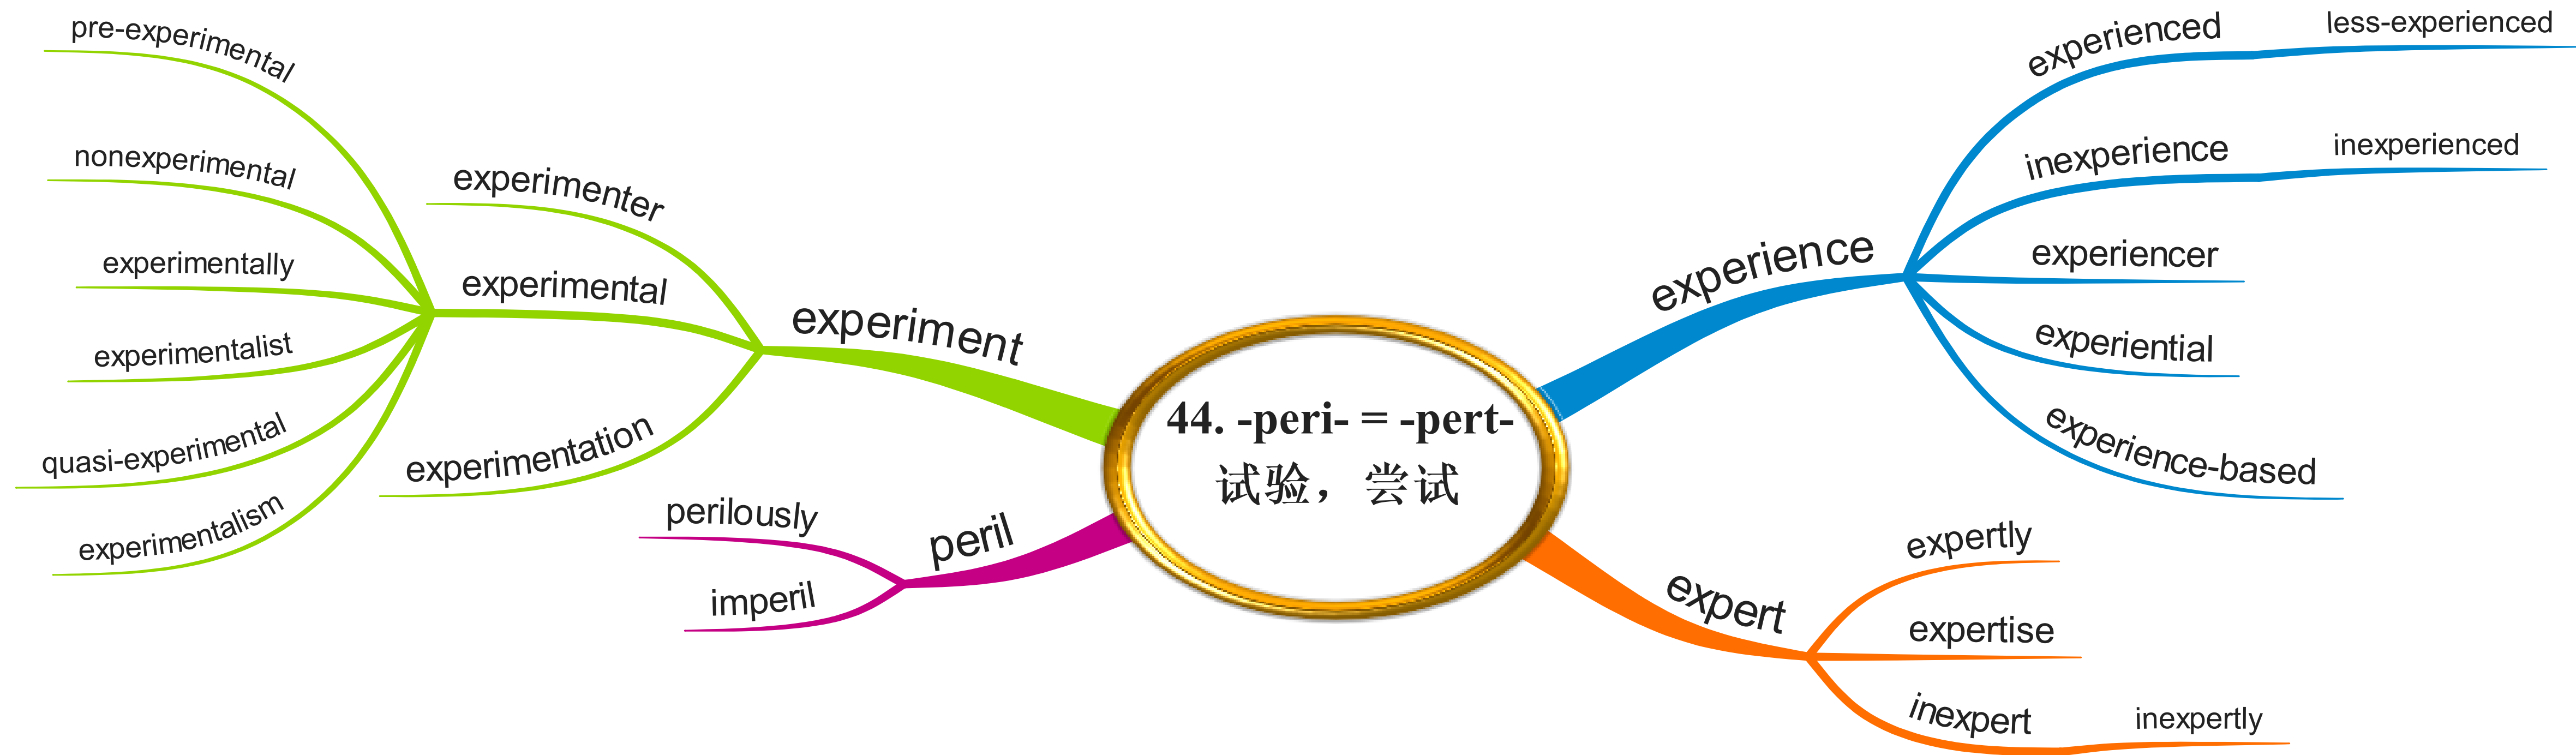 44. -peri- = -pert-
试验，尝试
experience
experienced
less-experienced
inexperience
inexperienced
experiencer
experiential
experience-based
expert
expertly
expertise
inexpert
inexpertly
peril
perilously
imperil
experiment
experimenter
experimental
pre-experimental
nonexperimental
experimentally
experimentalist
quasi-experimental
experimentalism
experimentation